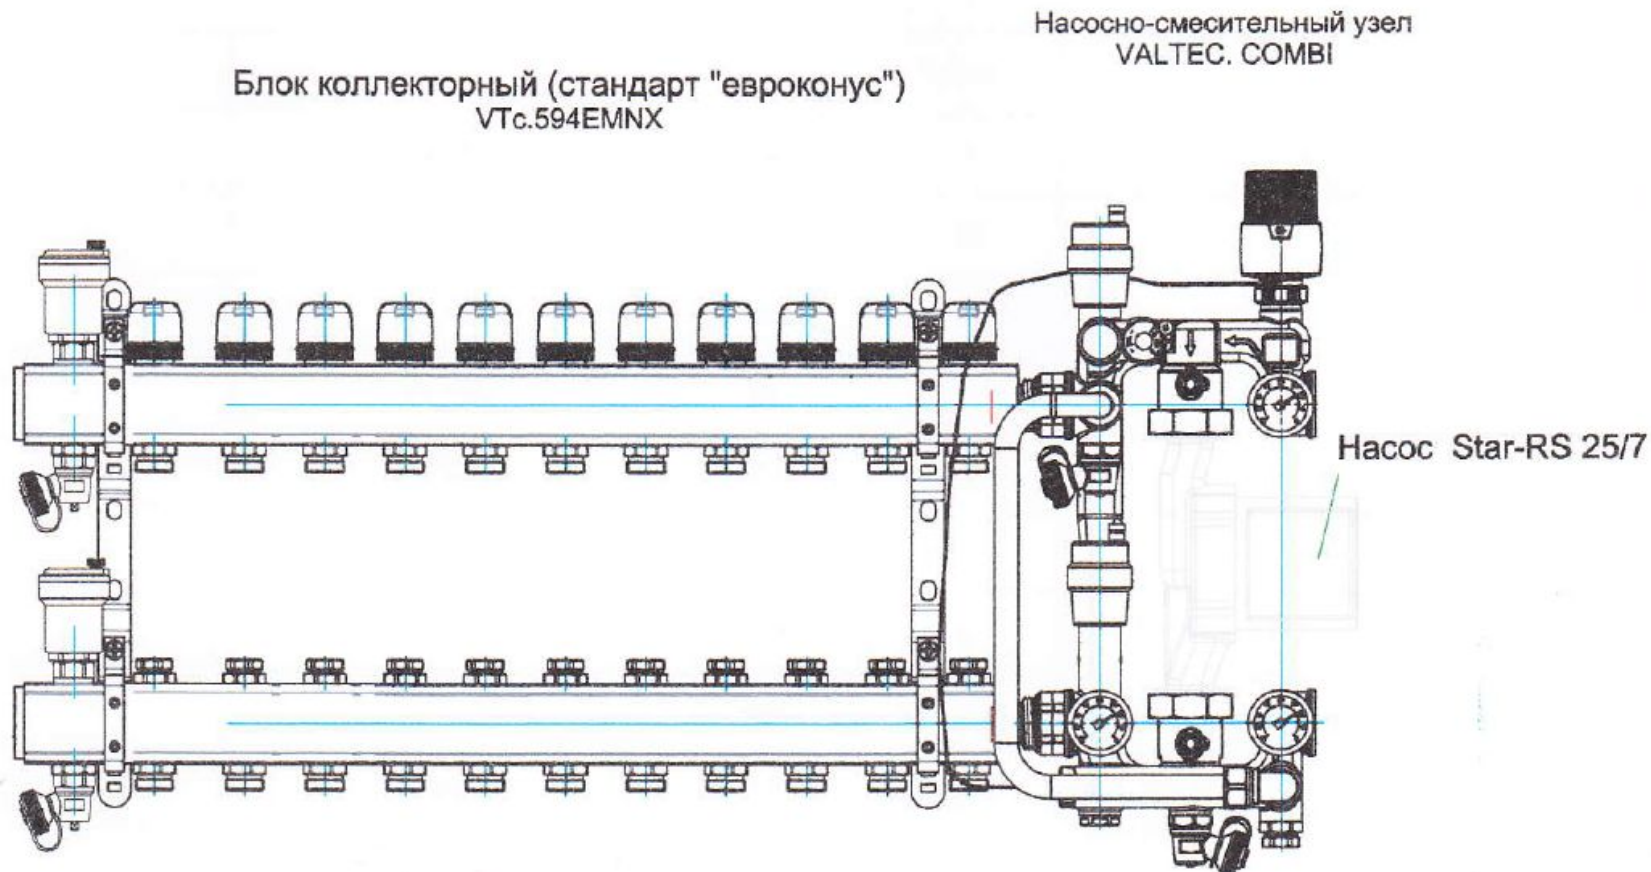 Насосно-смесительный узел
VALTEC. COMBI
Блок коллекторный (стандарт "евроконус")
VTc.594EMNX
Насос Star-RS 25/7